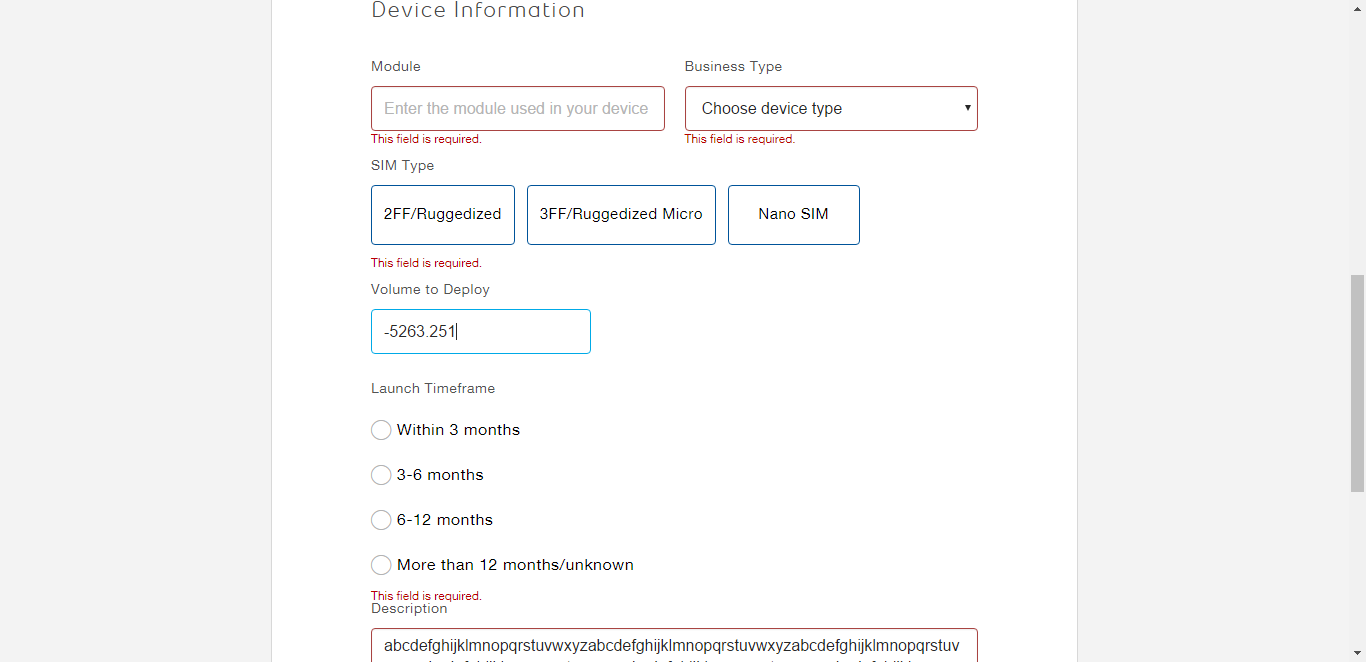 Device Information
Module
Business Type
Enter the module used in your device
Choose device type
This field is required.
This field is required.
SIM Type
2FF/Ruggedized
3FF/Ruggedized Micro
Nano SIM
This field is required.
Volume to Deploy
-5263.251
Launch Timeframe
Within 3 months
3-6 months
6-12 months
More than 12 months/unknown
This field is required.
Description
abcdefghijklmnopqrstuvwxyzabcdefghijklmnopqrstuvwxyzabcdefghijklmnopqrstuv